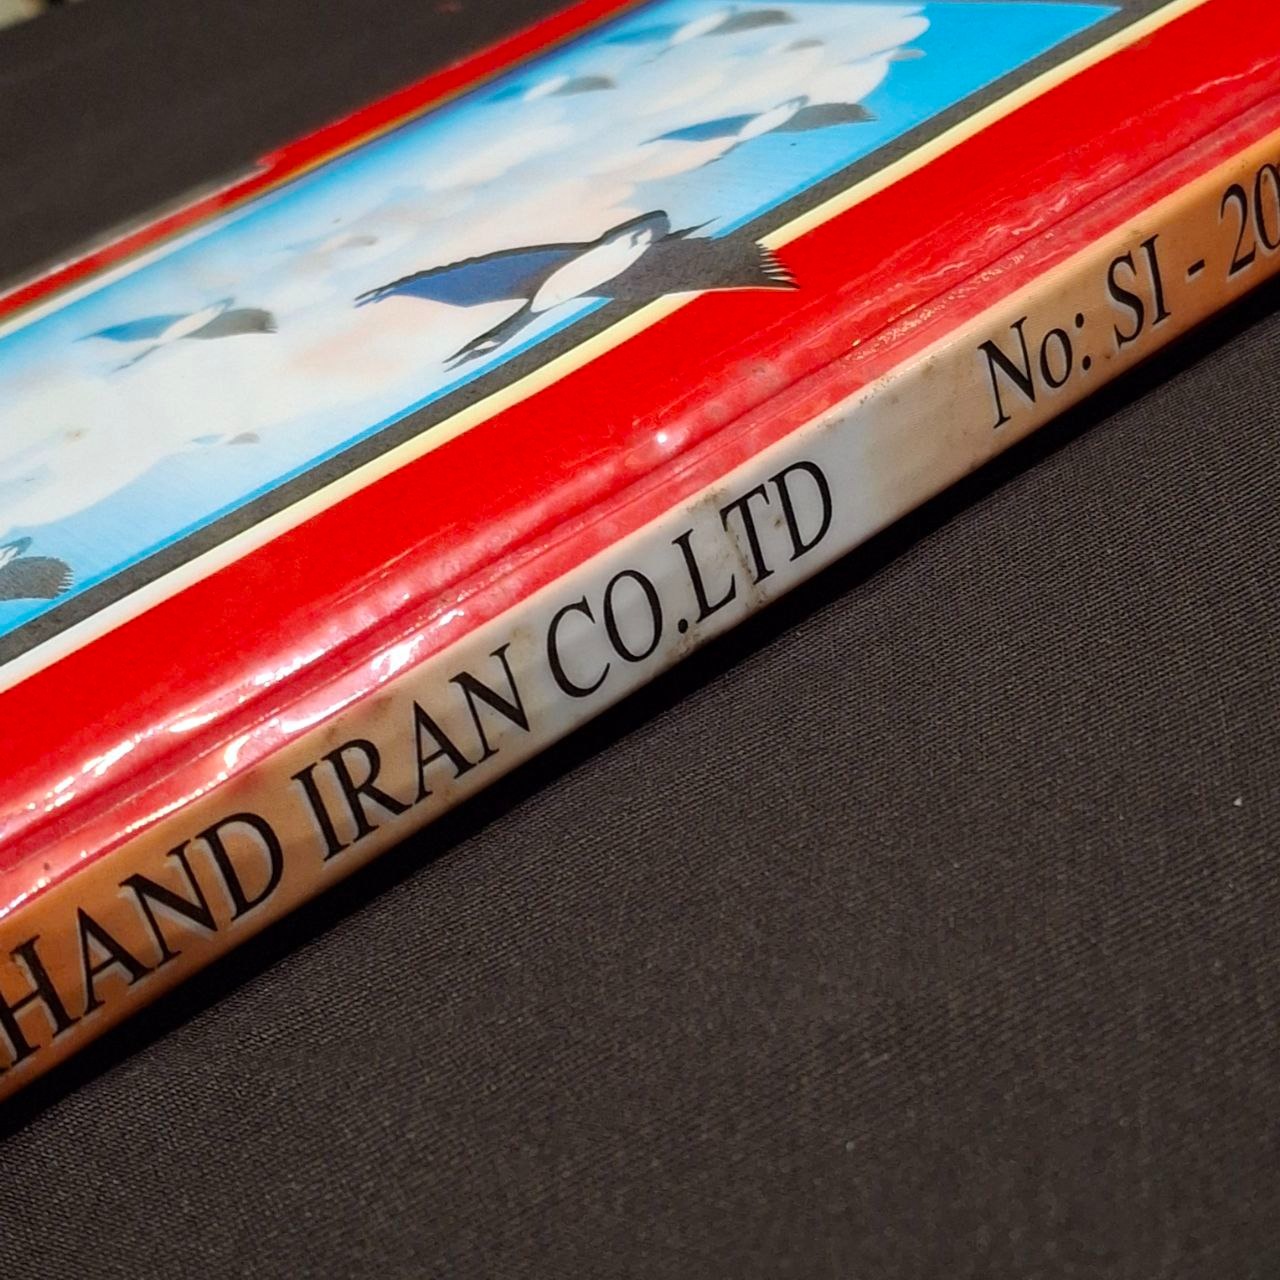 HAND IRAN CO.LTD No: SI - 20